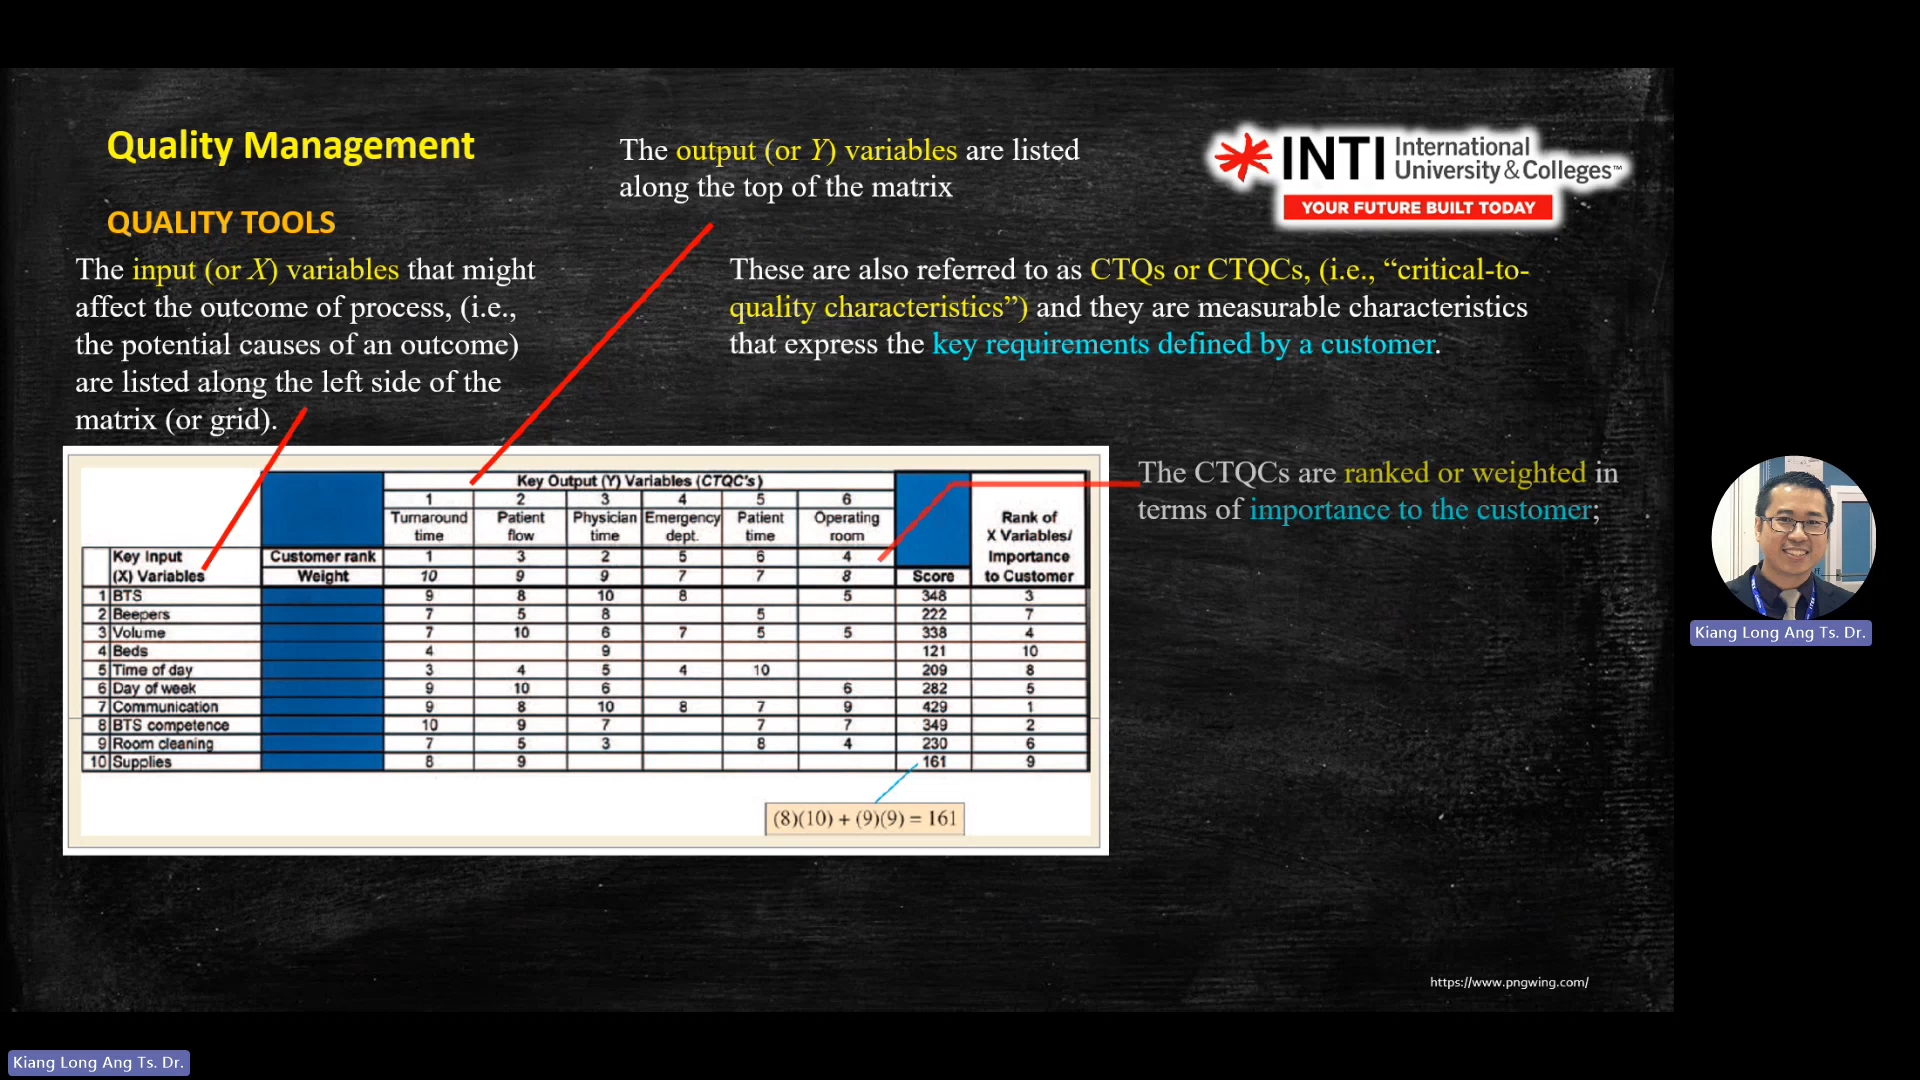 Quality Management
QUALITY TOOLS
The input (or X) variables that might
affect the outcome of process, (i.e.,
the potential causes of an outcome)
are listed along the left side of the
matrix (or grid).
The output (or Y) variables are listed
along the top of the matrix
INTI International
University & Colleges™
YOUR FUTURE BUILT TODAY
These are also referred to as CTQs or CTQCs, (i.e., “critical-to-
quality characteristics”) and they are measurable characteristics
that express the key requirements defined by a customer.
The CTQCs are ranked or weighted in
terms of importance to the customer;
Key Output (Y) Variables (CTQC's)
1 2 3 4 5 6
Turnaround time Patient flow Physician time Emergency dept. Patient time Operating room Rank of X Variables/ Importance to Customer
Key Input (X) Variables Customer rank 1 3 2 5 6 4
Weight 10 9 9 7 7 8 Score
1 BTS 9 8 10 8 5 348 3
2 Beepers 7 5 8 5 222 7
3 Volume 7 10 6 7 5 5 338 4
4 Beds 4 9 121 10
5 Time of day 3 4 5 4 10 209 8
6 Day of week 9 10 6 6 282 5
7 Communication 9 8 10 8 7 9 429 1
8 BTS competence 10 9 7 7 7 349 2
9 Room cleaning 7 5 3 8 4 230 6
10 Supplies 8 9 161 9
(8)(10) + (9)(9) = 161
https://www.pngwing.com/
Kiang Long Ang Ts. Dr.
Kiang Long Ang Ts. Dr.